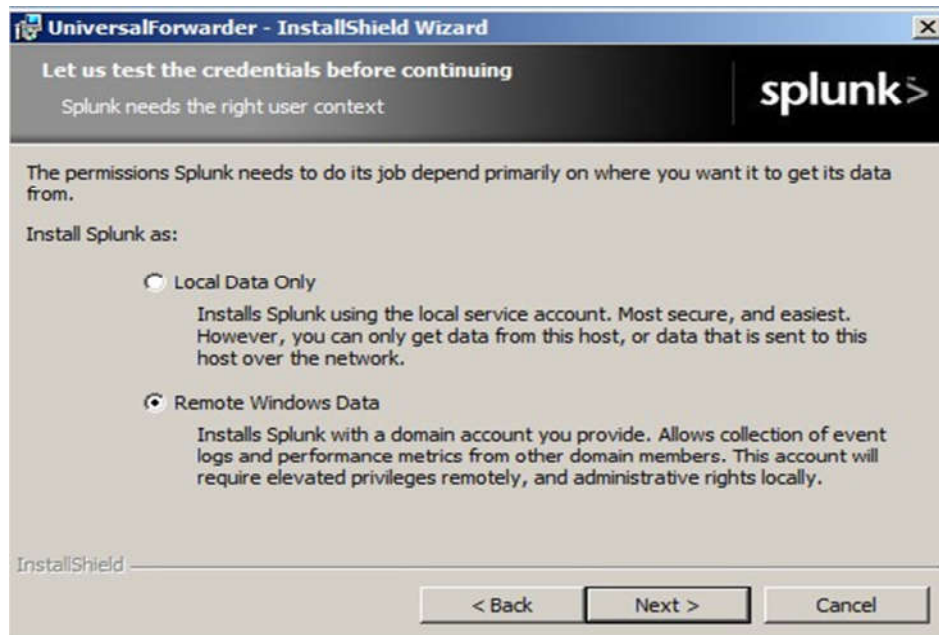 UniversalForwarder - InstallShield Wizard
Let us test the credentials before continuing
Splunk needs the right user context
splunk>
The permissions Splunk needs to do its job depend primarily on where you want it to get its data
from.
Install Splunk as:
Local Data Only
Installs Splunk using the local service account. Most secure, and easiest.
However, you can only get data from this host, or data that is sent to this
host over the network.
Remote Windows Data
Installs Splunk with a domain account you provide. Allows collection of event
logs and performance metrics from other domain members. This account will
require elevated privileges remotely, and administrative rights locally.
InstallShield
< Back Next > Cancel